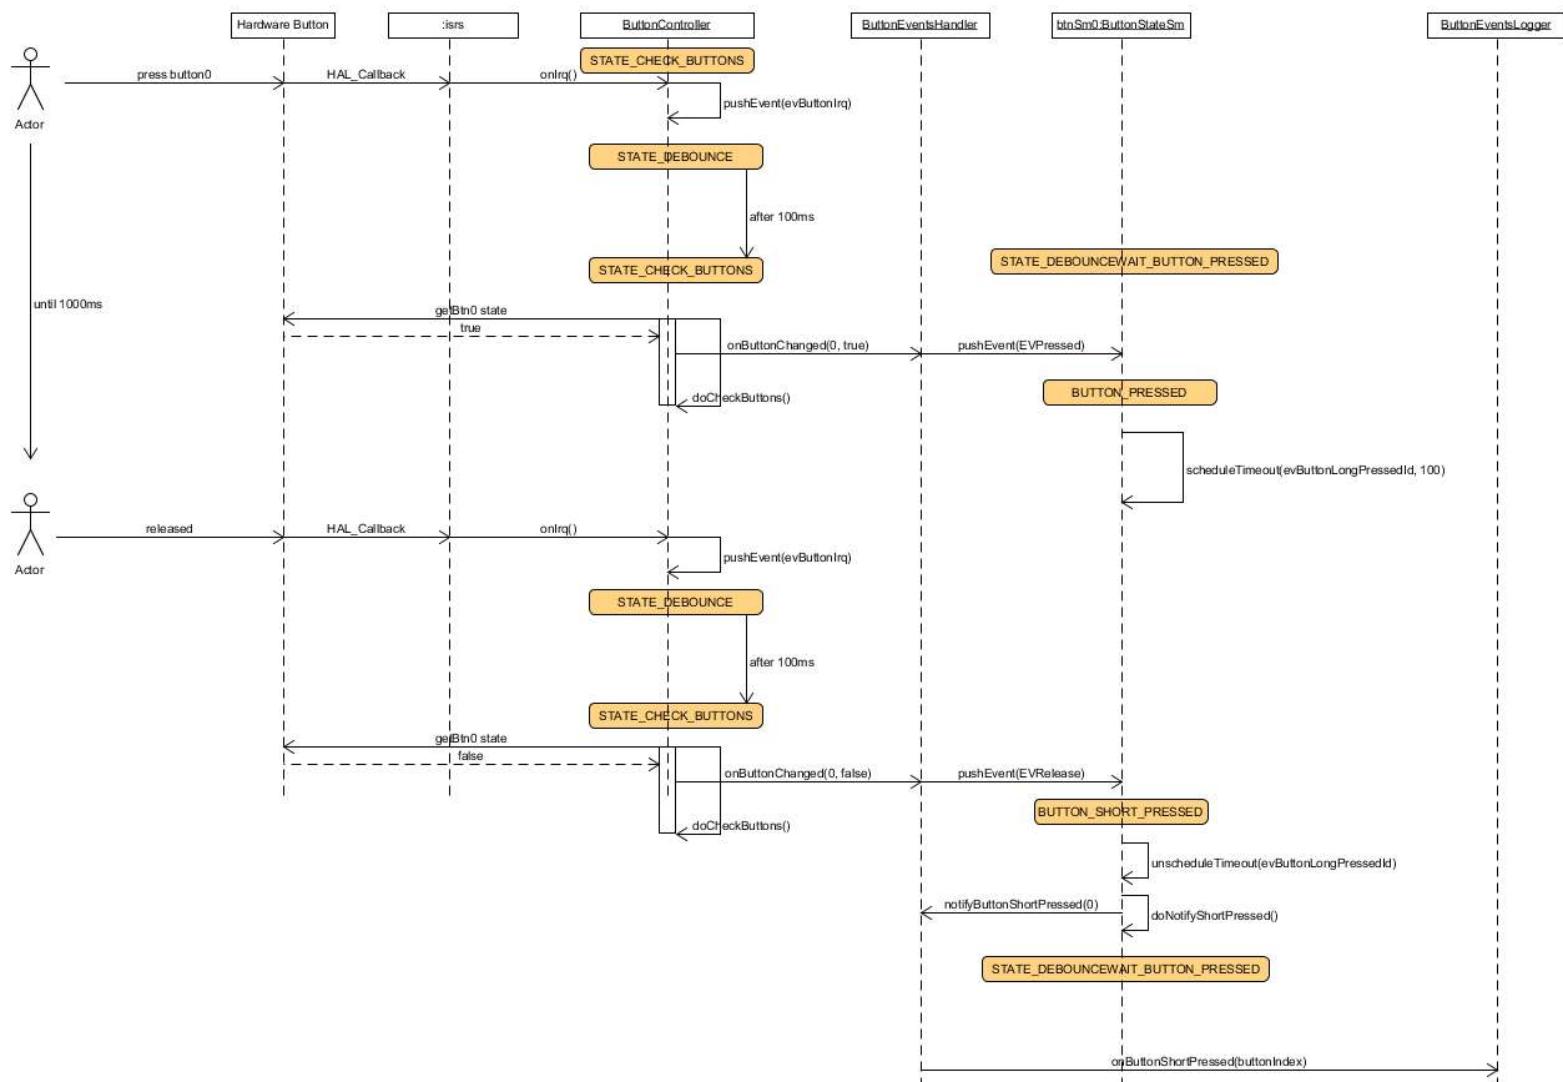 Hardware Button
:isrs
ButtonController
ButtonEventsHandler
btnSm0:ButtonStateSm
ButtonEventsLogger
STATE_CHECK_BUTTONS
press button0
HAL_Callback
onIrq()
pushEvent(evButtonIrq)
Actor
STATE_DEBOUNCE
after 100ms
STATE_CHECK_BUTTONS
STATE_DEBOUNCEWAIT_BUTTON_PRESSED
until 1000ms
getBtn0 state
true
onButtonChanged(0, true)
pushEvent(EVPressed)
BUTTON_PRESSED
doCheckButtons()
scheduleTimeout(evButtonLongPressedId, 100)
released
HAL_Callback
onIrq()
pushEvent(evButtonIrq)
Actor
STATE_DEBOUNCE
after 100ms
STATE_CHECK_BUTTONS
getBtn0 state
false
onButtonChanged(0, false)
pushEvent(EVRelease)
BUTTON_SHORT_PRESSED
doCheckButtons()
unscheduleTimeout(evButtonLongPressedId)
notifyButtonShortPressed(0)
doNotifyShortPressed()
STATE_DEBOUNCEWAIT_BUTTON_PRESSED
onButtonShortPressed(buttonIndex)